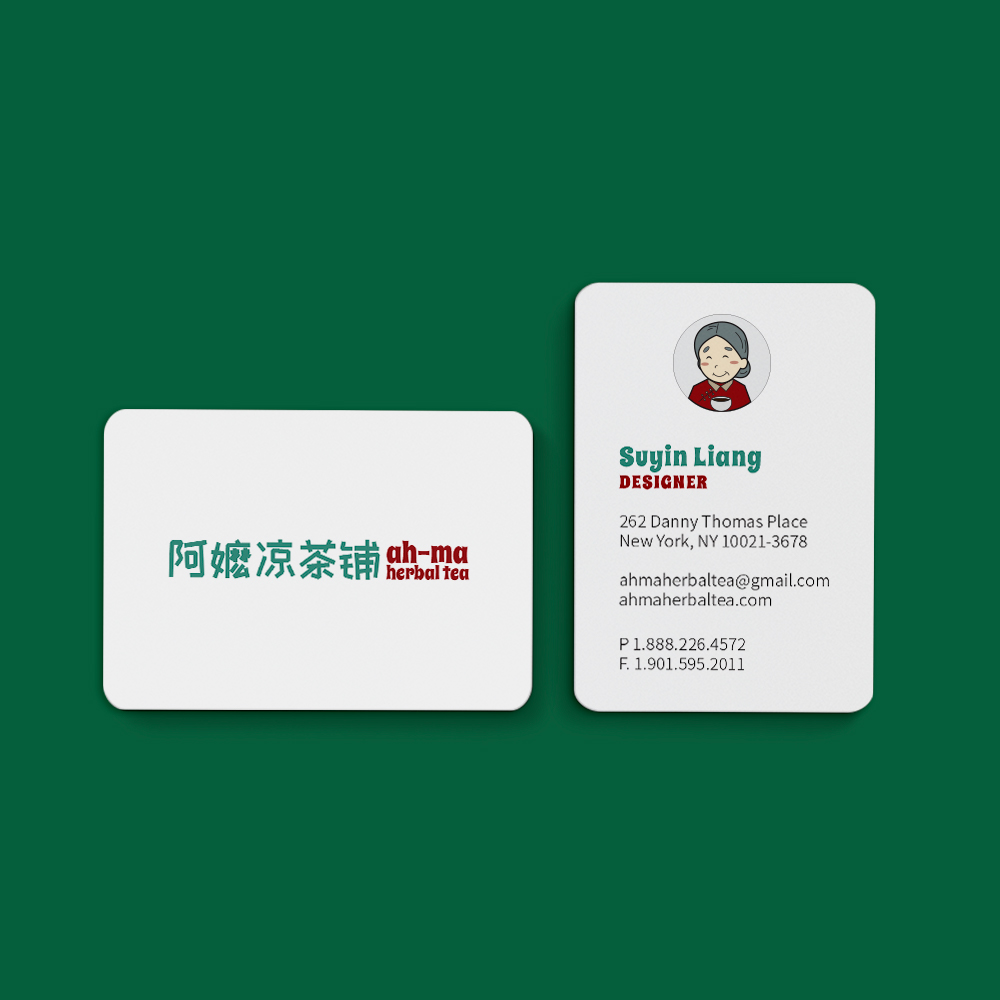 阿嬷凉茶铺
ah-ma
herbal tea
Suyin Liang
DESIGNER
262 Danny Thomas Place
New York, NY 10021-3678
ahmaherbaltea@gmail.com
ahmaherbaltea.com
P 1.888.226.4572
F. 1.901.595.2011